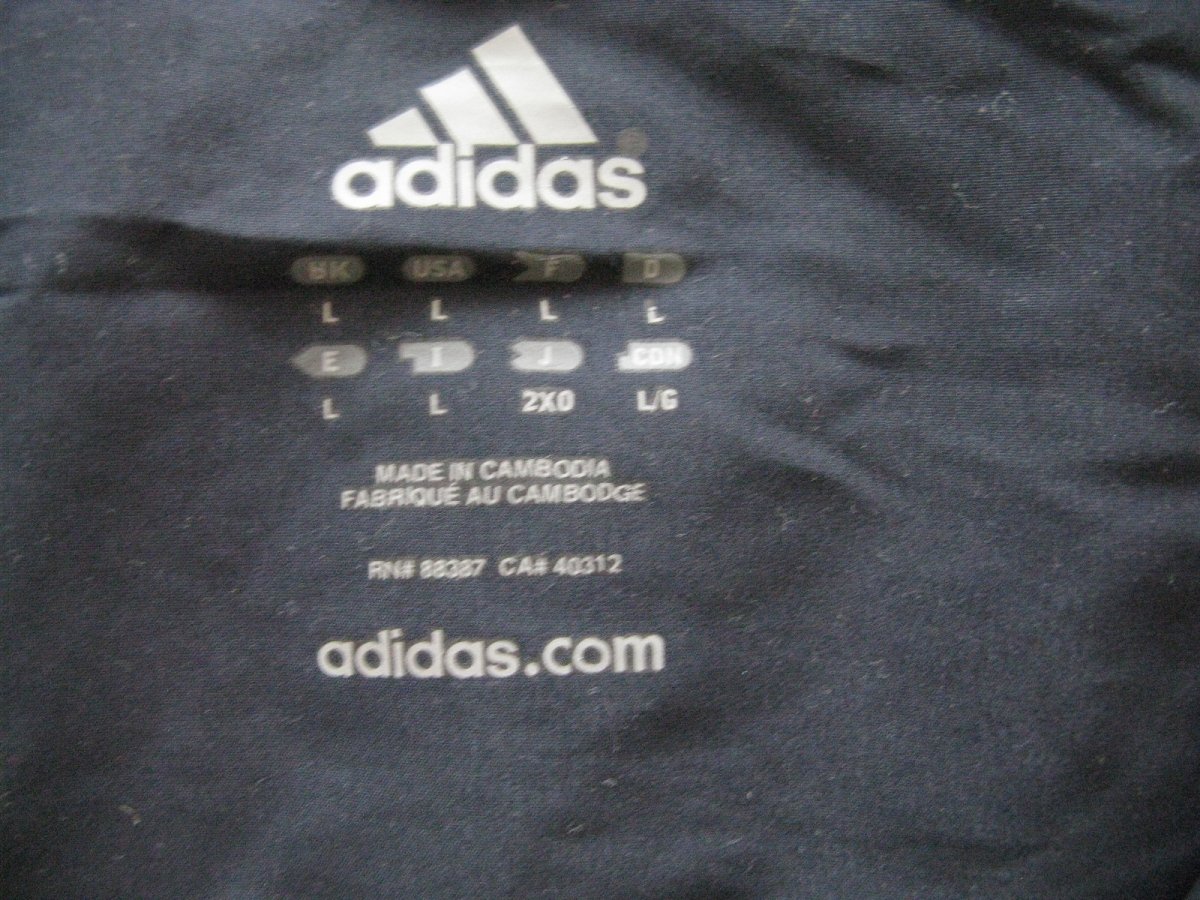 adidas
UK USA F D
L L L L
E I J CDN
L L 2XO L/G
MADE IN CAMBODIA
FABRIQUÉ AU CAMBODGE
RN# 88387 CA# 40312
adidas.com